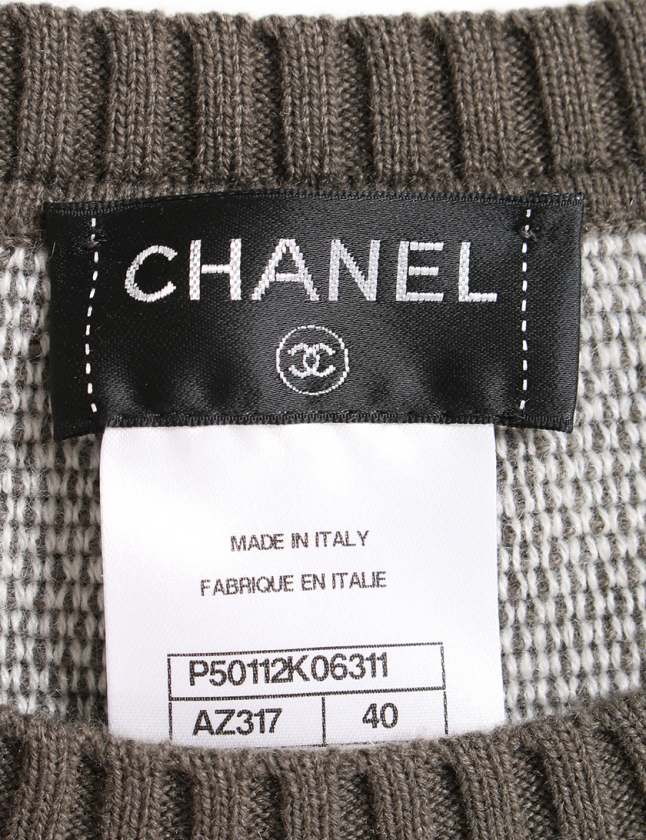 CHANEL
MADE IN ITALY
FABRIQUE EN ITALIE
P50112K06311
AZ317 40